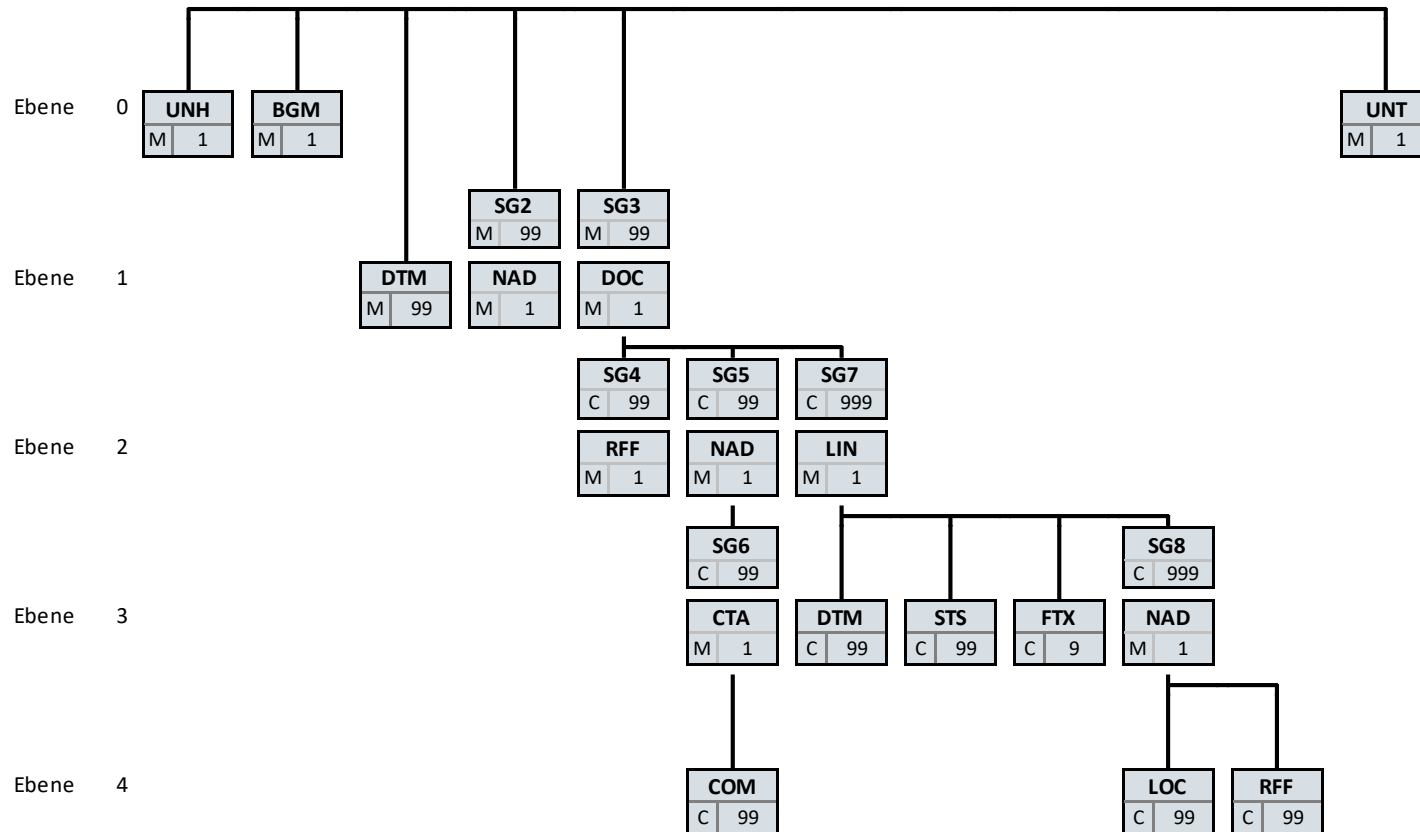 Ebene 0 UNH BGM UNT
M 1 M 1 M 1
SG2 SG3
M 99 M 99
Ebene 1 DTM NAD DOC
M 99 M 1 M 1
SG4 SG5 SG7
C 99 C 99 C 999
Ebene 2 RFF NAD LIN
M 1 M 1 M 1
SG6 SG8
C 99 C 999
Ebene 3 CTA DTM STS FTX NAD
M 1 C 99 C 99 C 9 M 1
Ebene 4 COM LOC RFF
C 99 C 99 C 99